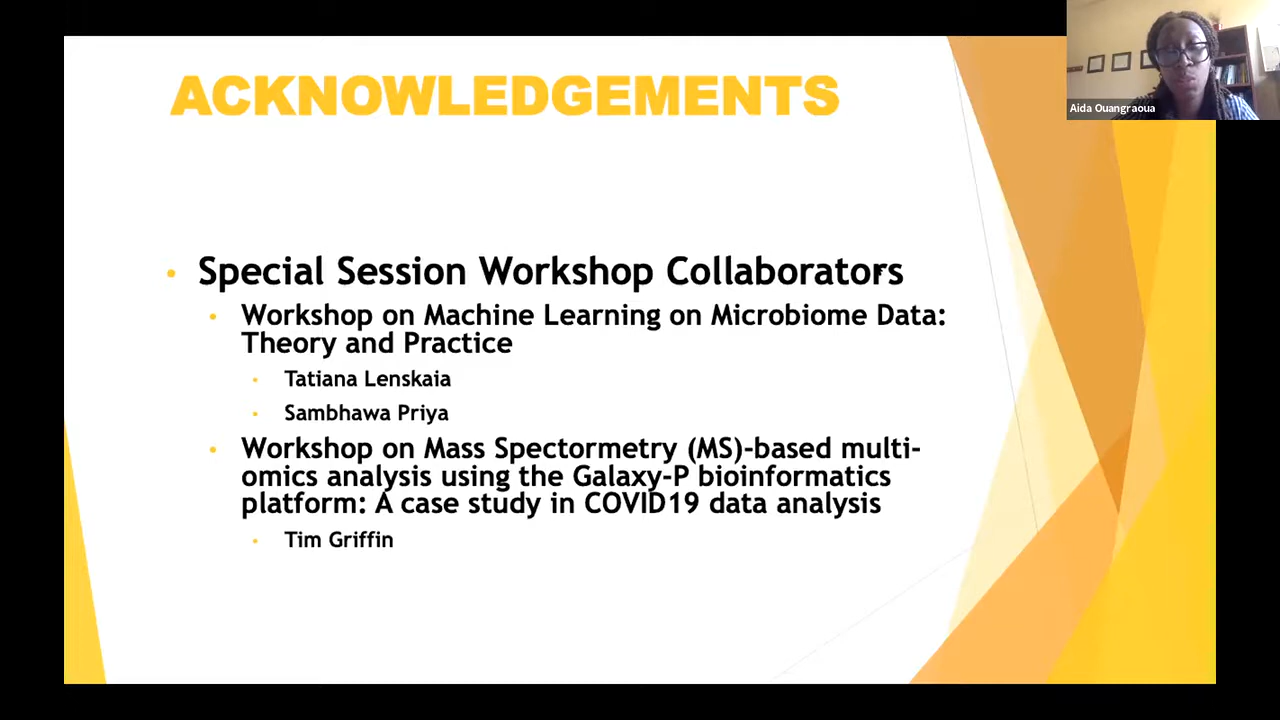 ACKNOWLEDGEMENTS
Aida Ouangraoua
• Special Session Workshop Collaborators
• Workshop on Machine Learning on Microbiome Data:
Theory and Practice
• Tatiana Lenskaia
• Sambhawa Priya
• Workshop on Mass Spectormetry (MS)-based multi-
omics analysis using the Galaxy-P bioinformatics
platform: A case study in COVID19 data analysis
• Tim Griffin